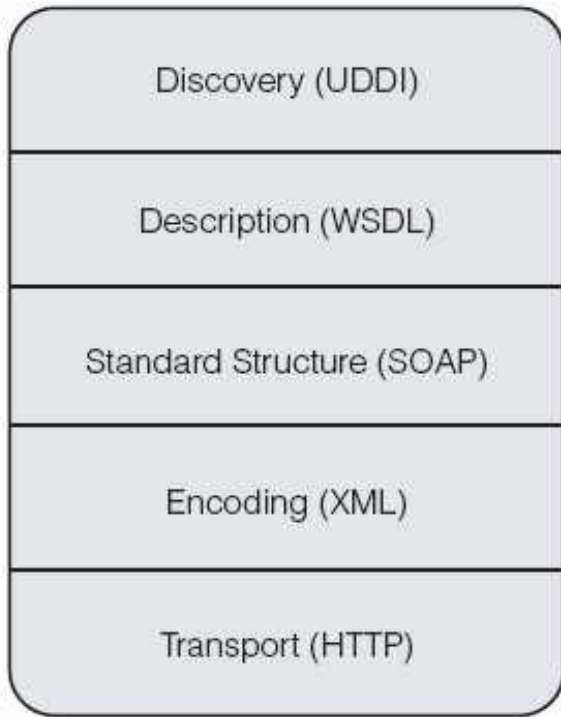 Discovery (UDDI)
Description (WSDL)
Standard Structure (SOAP)
Encoding (XML)
Transport (HTTP)